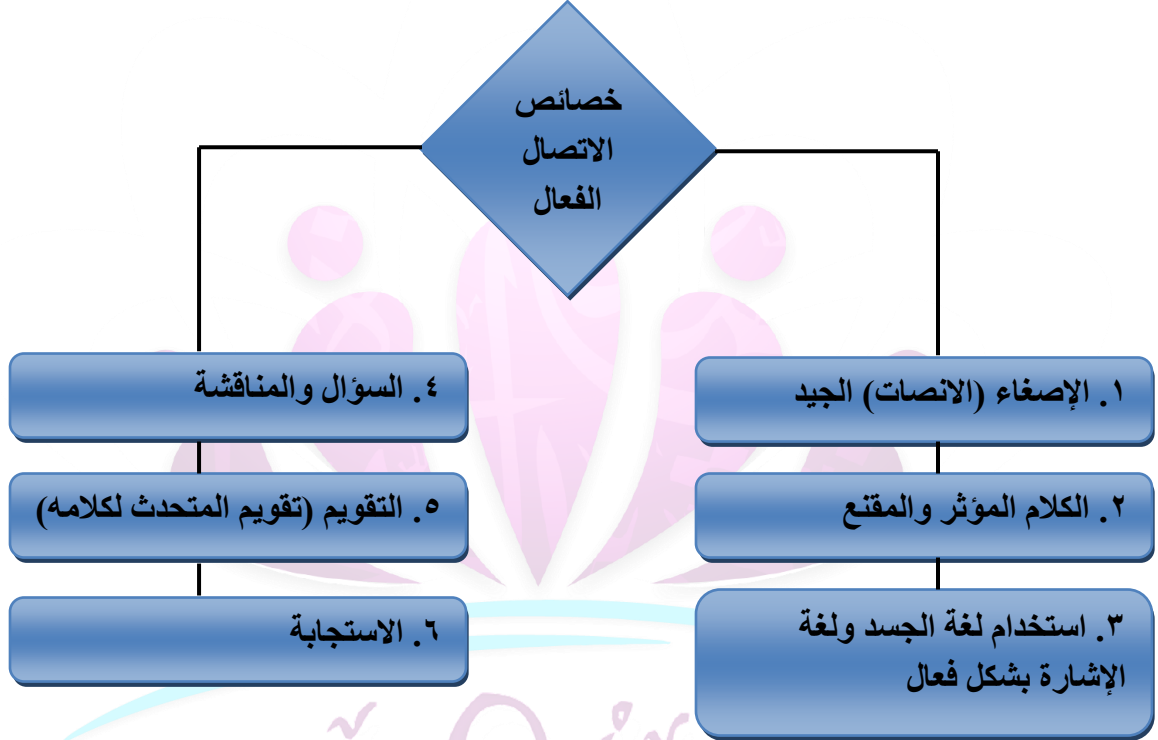 خصائص
الاتصال
الفعال
١. الإصغاء (الانصات) الجيد
٢. الكلام المؤثر والمقنع
٣. استخدام لغة الجسد ولغة
الإشارة بشكل فعال
٤. السؤال والمناقشة
٥. التقويم (تقويم المتحدث لكلامه)
٦. الاستجابة